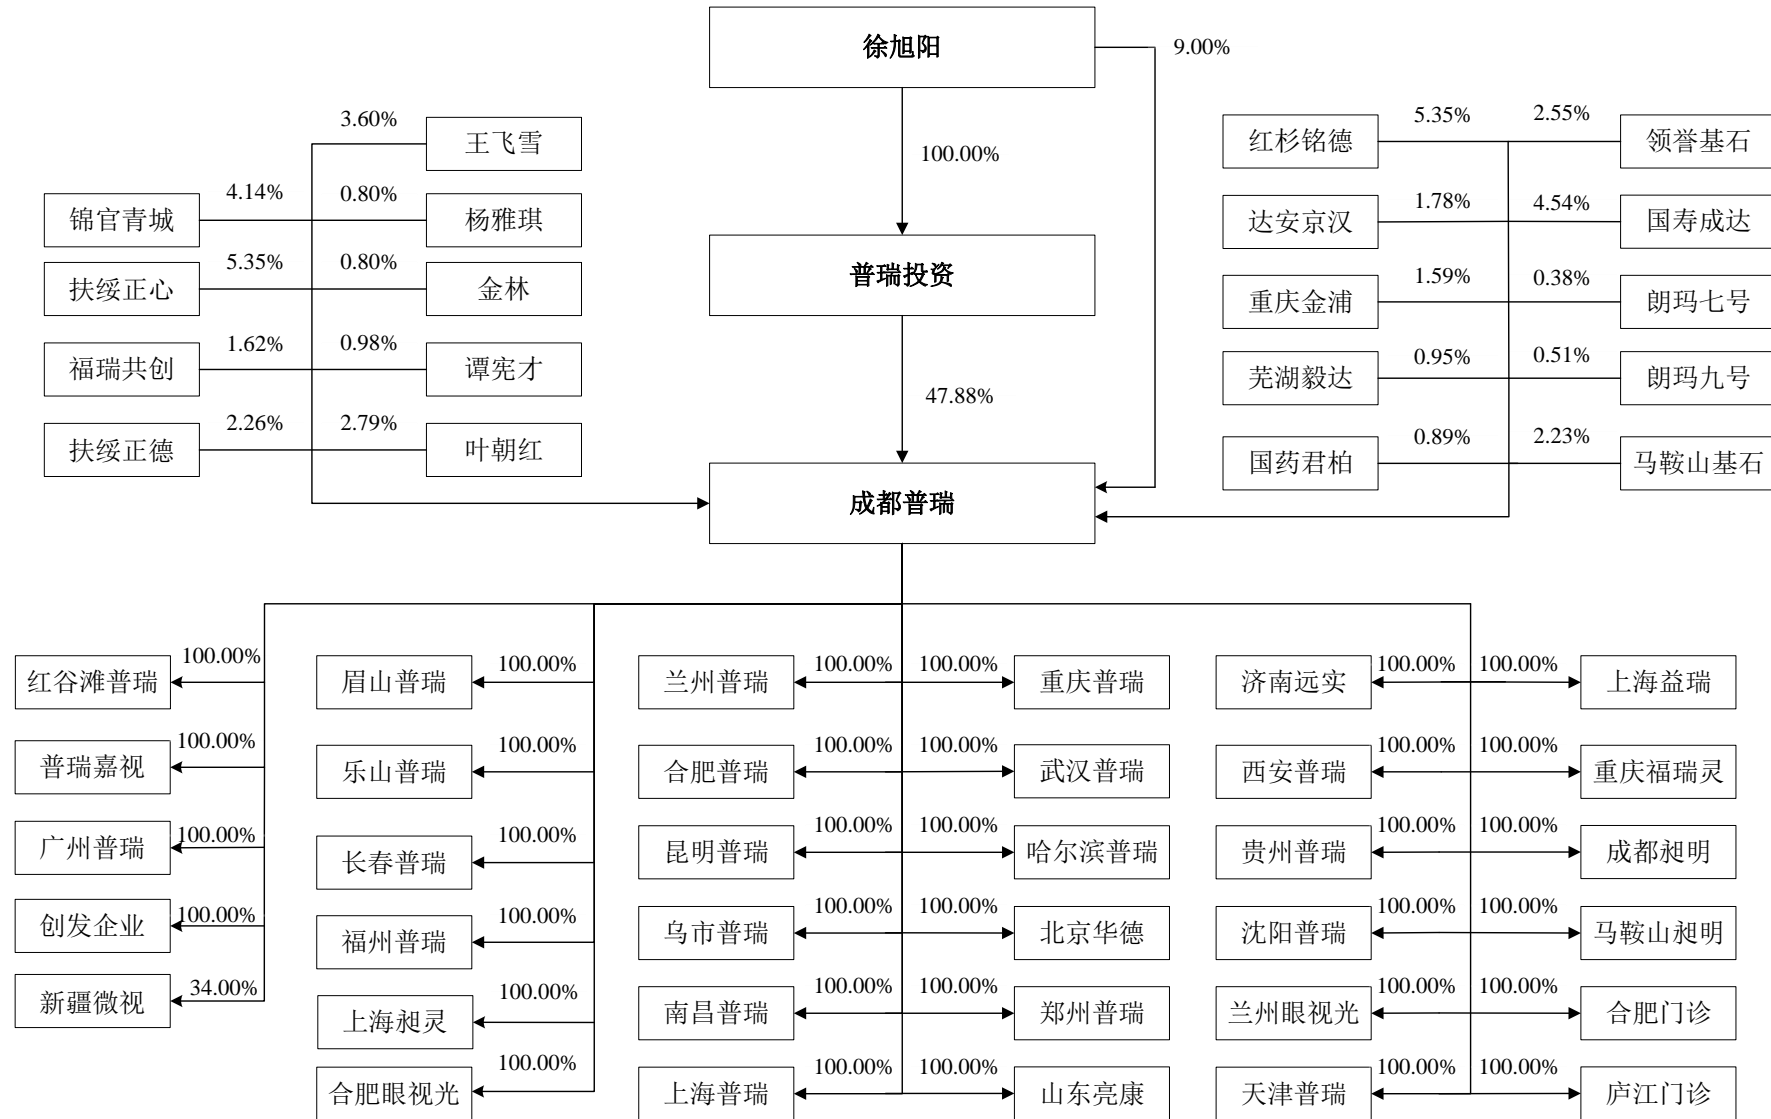 徐旭阳
9.00%
100.00%
普瑞投资
47.88%
成都普瑞
3.60%
王飞雪
锦官青城
4.14%
0.80%
杨雅琪
扶绥正心
5.35%
0.80%
金林
福瑞共创
1.62%
0.98%
谭宪才
扶绥正德
2.26%
2.79%
叶朝红
红杉铭德
5.35%
2.55%
领誉基石
达安京汉
1.78%
4.54%
国寿成达
重庆金浦
1.59%
0.38%
朗玛七号
芜湖毅达
0.95%
0.51%
朗玛九号
国药君柏
0.89%
2.23%
马鞍山基石
红谷滩普瑞
100.00%
普瑞嘉视
100.00%
广州普瑞
100.00%
创发企业
100.00%
新疆微视
34.00%
眉山普瑞
100.00%
乐山普瑞
100.00%
长春普瑞
100.00%
福州普瑞
100.00%
上海昶灵
100.00%
合肥眼视光
100.00%
兰州普瑞
100.00%
100.00%
重庆普瑞
合肥普瑞
100.00%
100.00%
武汉普瑞
昆明普瑞
100.00%
100.00%
哈尔滨普瑞
乌市普瑞
100.00%
100.00%
北京华德
南昌普瑞
100.00%
100.00%
郑州普瑞
上海普瑞
100.00%
100.00%
山东亮康
济南远实
100.00%
100.00%
上海益瑞
西安普瑞
100.00%
100.00%
重庆福瑞灵
贵州普瑞
100.00%
100.00%
成都昶明
沈阳普瑞
100.00%
100.00%
马鞍山昶明
兰州眼视光
100.00%
100.00%
合肥门诊
天津普瑞
100.00%
100.00%
庐江门诊